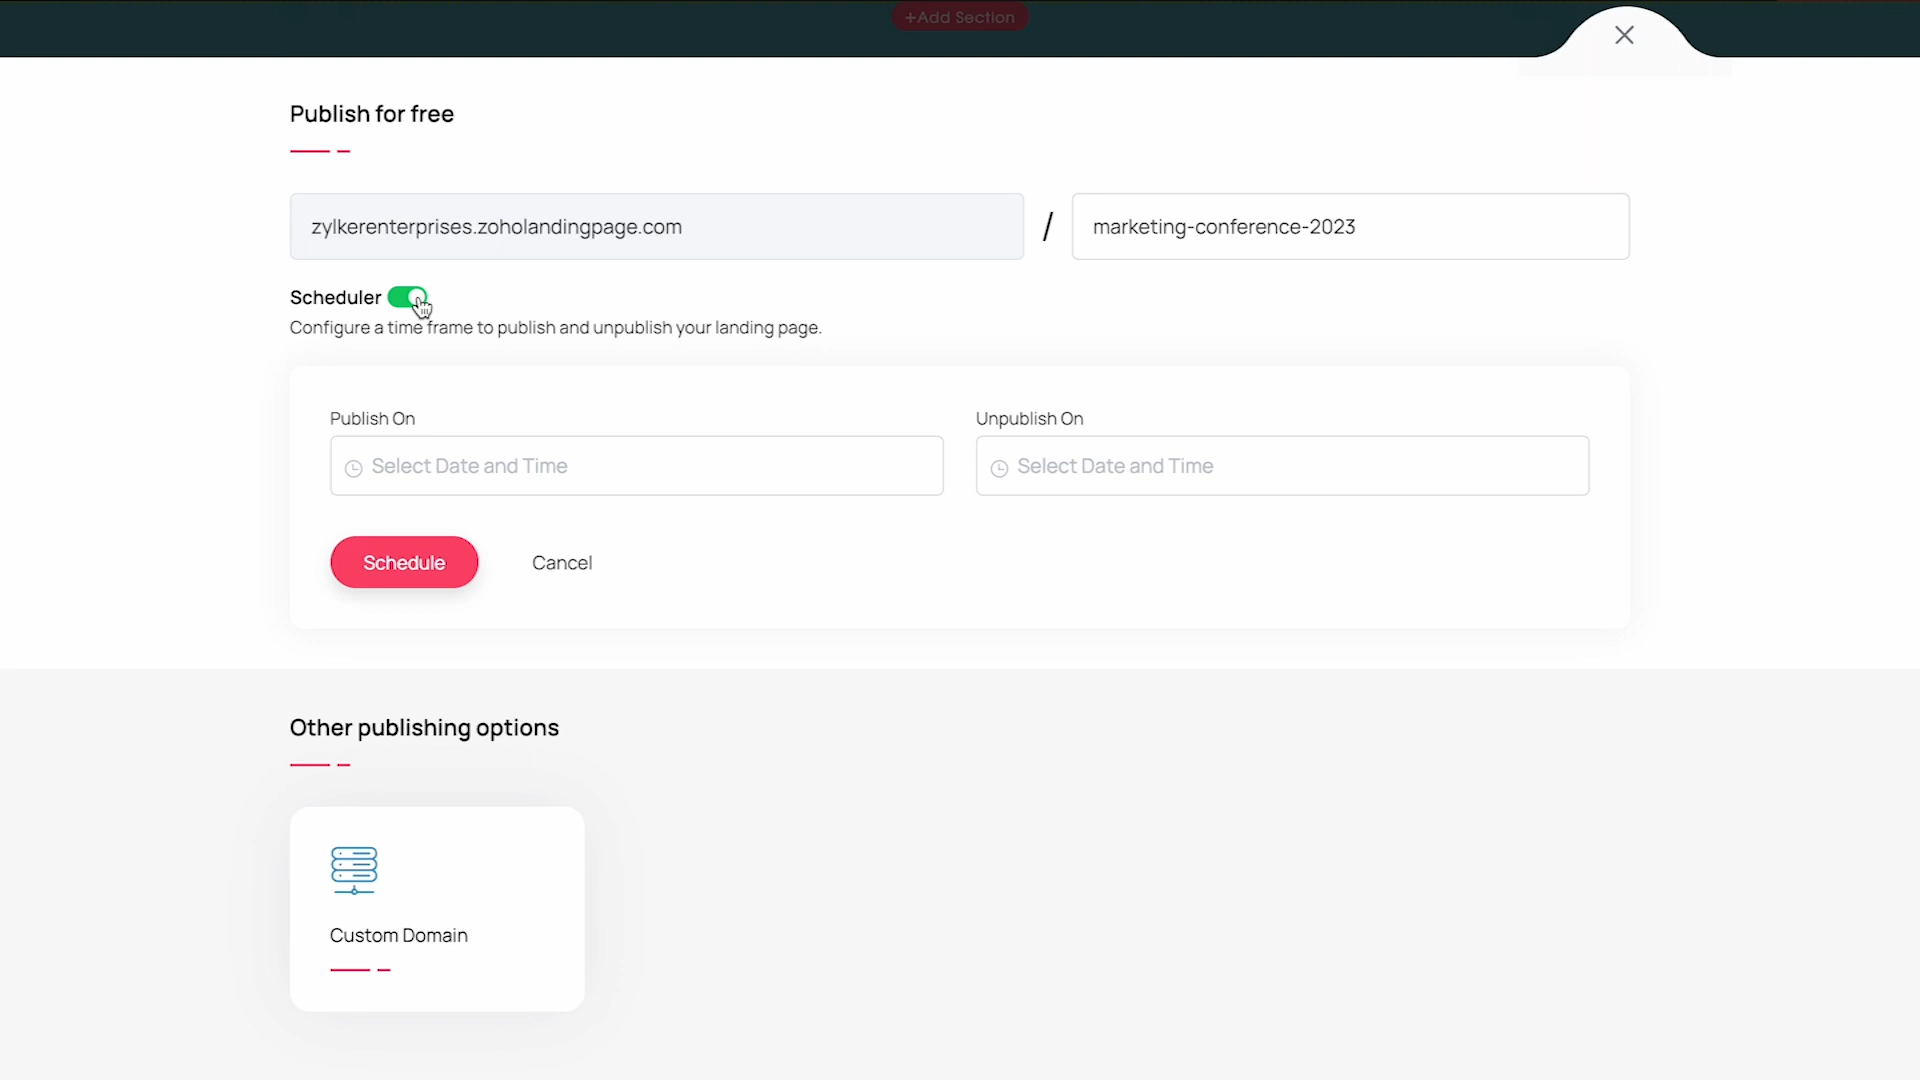 +Add Section
Publish for free
zylkerenterprises.zoholandingpage.com / marketing-conference-2023
Scheduler
Configure a time frame to publish and unpublish your landing page.
Publish On
Unpublish On
Select Date and Time
Select Date and Time
Schedule
Cancel
Other publishing options
Custom Domain